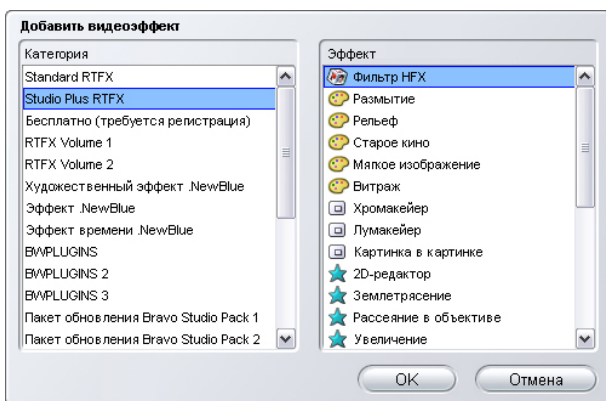 Добавить видеоэффект
Категория
Standard RTFX
Studio Plus RTFX
Бесплатно (требуется регистрация)
RTFX Volume 1
RTFX Volume 2
Художественный эффект .NewBlue
Эффект .NewBlue
Эффект времени .NewBlue
BWPLUGINS
BWPLUGINS 2
BWPLUGINS 3
Пакет обновления Bravo Studio Pack 1
Пакет обновления Bravo Studio Pack 2
Эффект
Фильтр HFX
Размытие
Рельеф
Старое кино
Мягкое изображение
Витраж
Хромакейер
Лумакейер
Картинка в картинке
2D-редактор
Землетрясение
Рассеяние в объективе
Увеличение
OK
Отмена